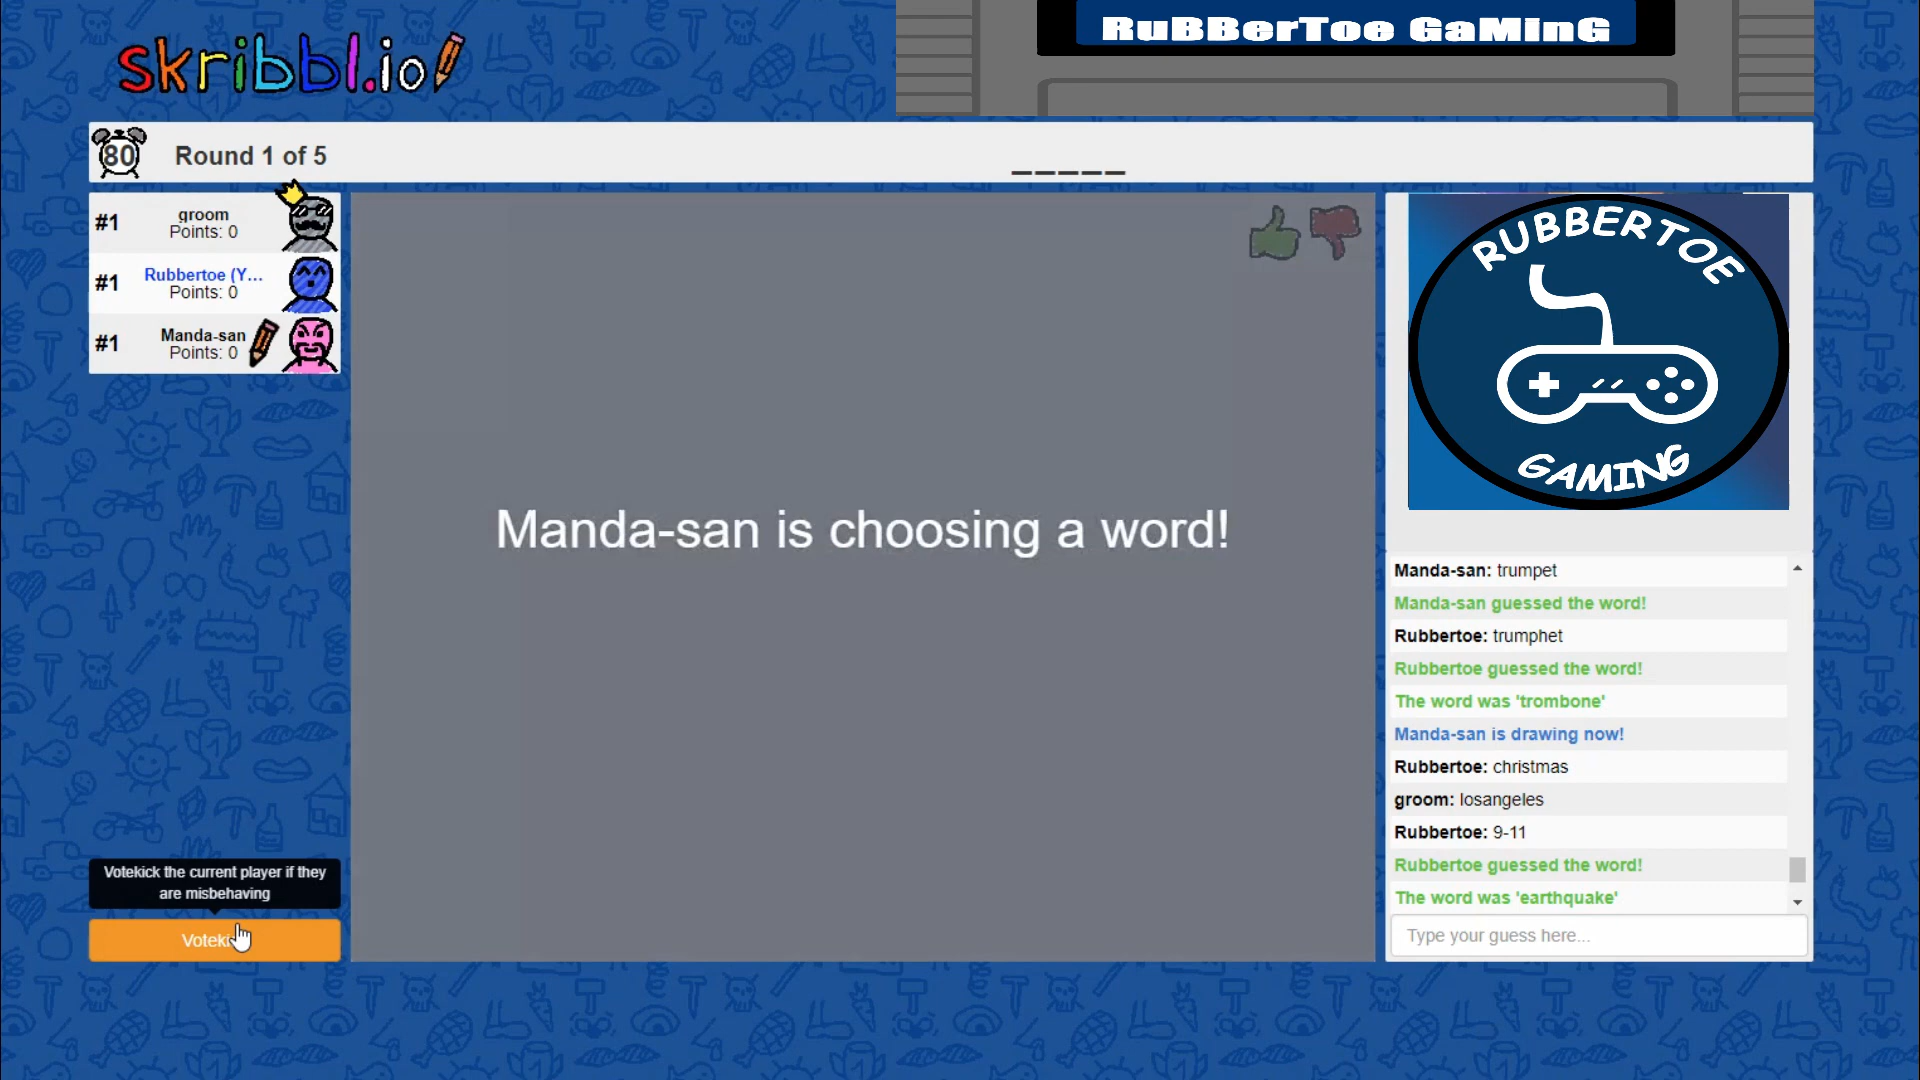 RuBBerToe GaMinG
skribbl.io
80
Round 1 of 5
_____
#1
groom
Points: 0
#1
Rubbertoe (Y...
Points: 0
#1
Manda-san
Points: 0
Manda-san is choosing a word!
RUBBERTOE
GAMING
Manda-san: trumpet
Manda-san guessed the word!
Rubbertoe: trumphet
Rubbertoe guessed the word!
The word was 'trombone'
Manda-san is drawing now!
Rubbertoe: christmas
groom: losangeles
Rubbertoe: 9-11
Rubbertoe guessed the word!
The word was 'earthquake'
Type your guess here...
Votekick the current player if they
are misbehaving